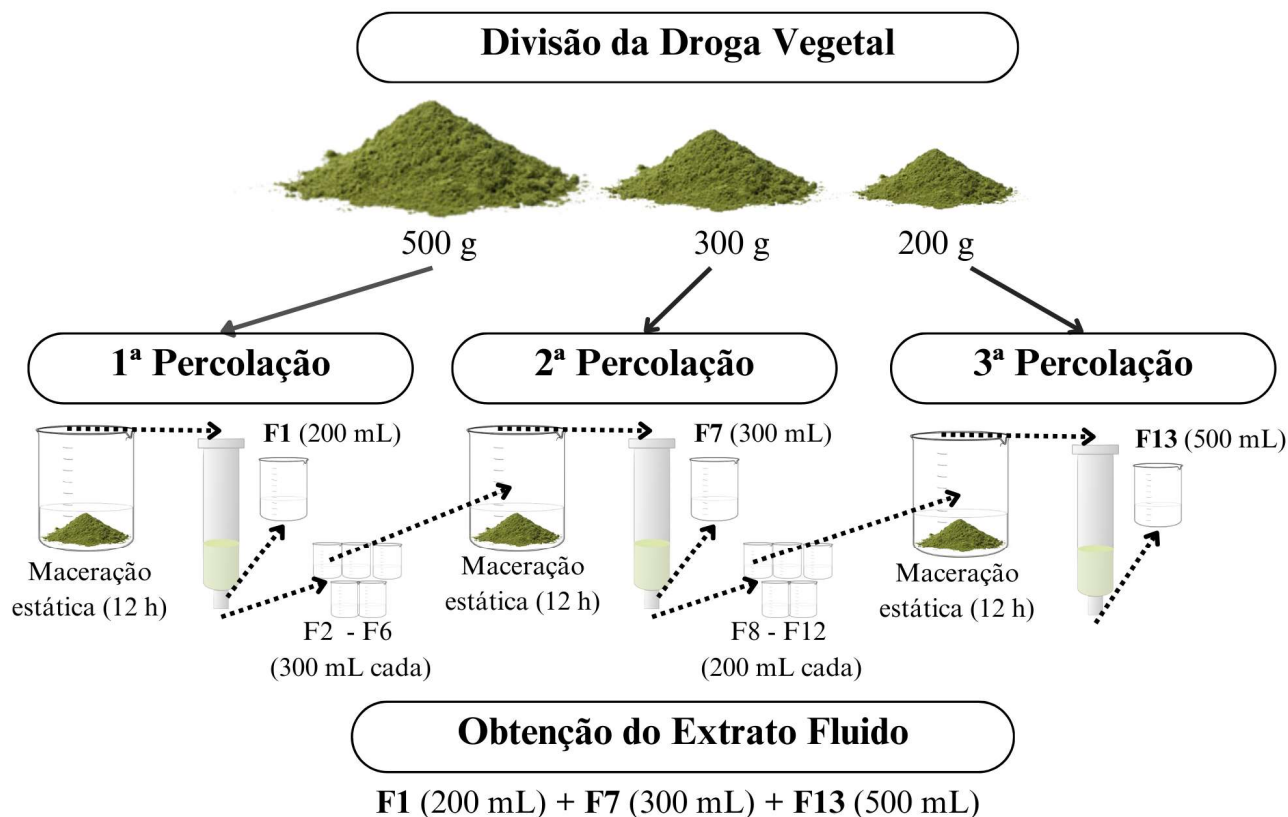 Divisão da Droga Vegetal
500 g
300 g
200 g
1ª Percolação
2ª Percolação
3ª Percolação
F1 (200 mL)
Maceração
estática (12 h)
F2 - F6
(300 mL cada)
F7 (300 mL)
Maceração
estática (12 h)
F8 - F12
(200 mL cada)
F13 (500 mL)
Maceração
estática (12 h)
Obtenção do Extrato Fluido
F1 (200 mL) + F7 (300 mL) + F13 (500 mL)